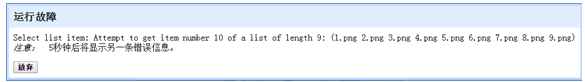 运行故障
Select list item: Attempt to get item number 10 of a list of length 9: (1.png 2.png 3.png 4.png 5.png 6.png 7.png 8.png 9.png)
注意： 5秒钟后将显示另一条错误信息。
放弃